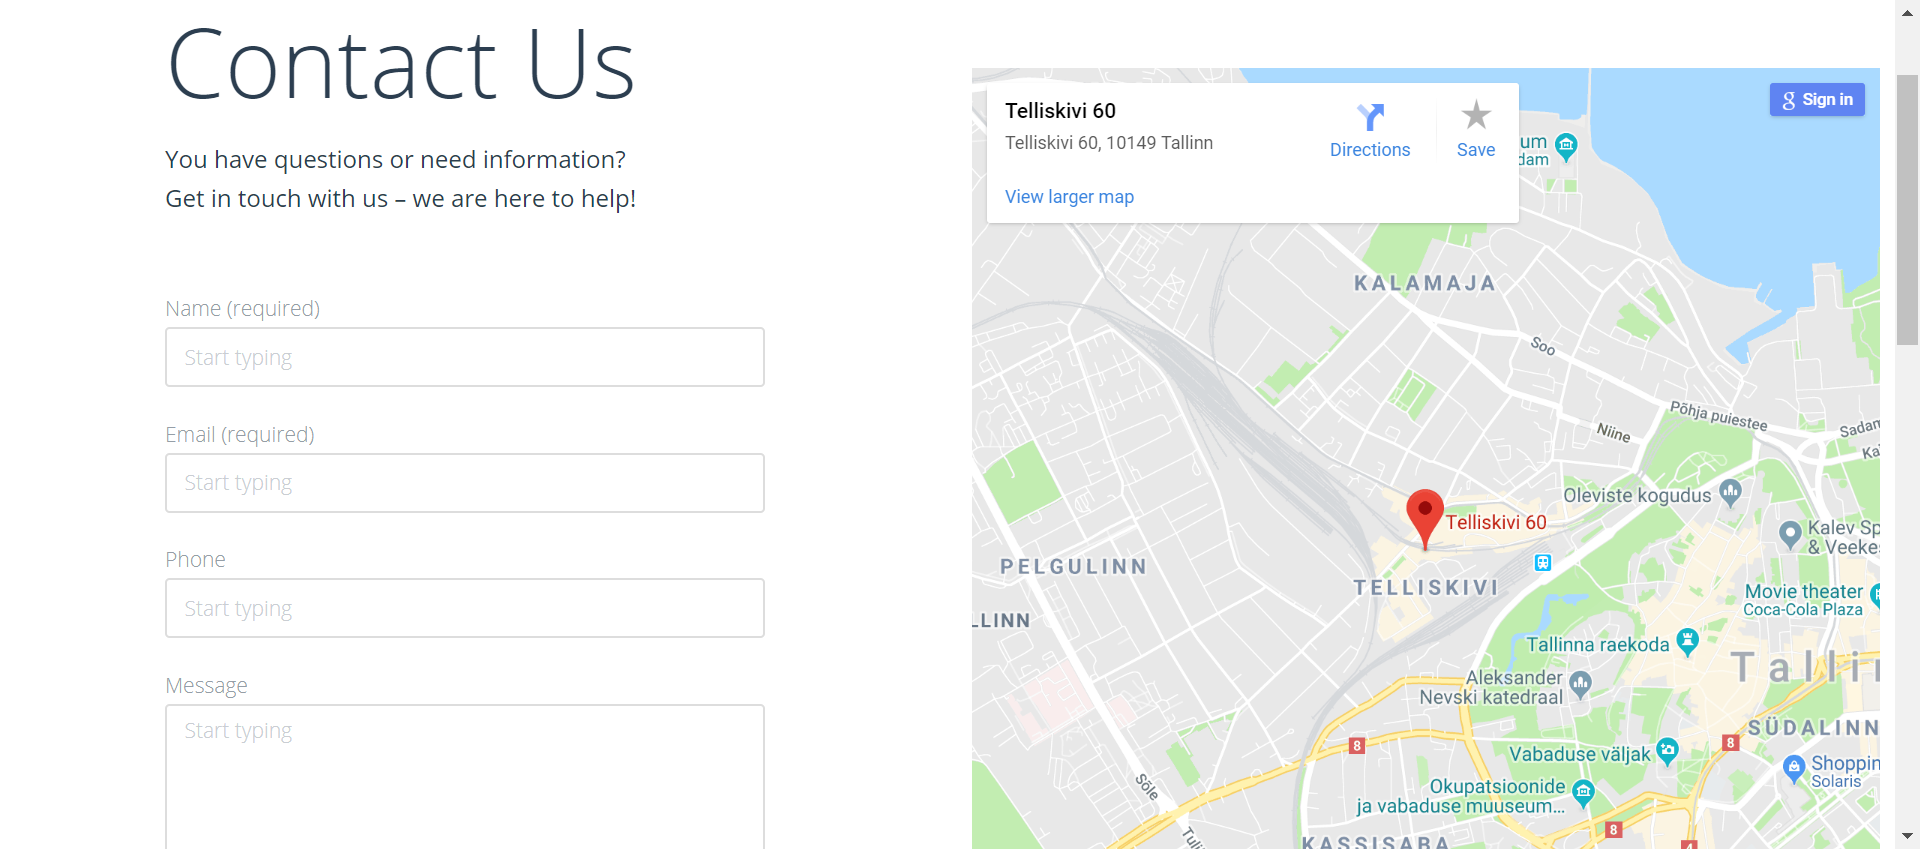 Contact Us
You have questions or need information?
Get in touch with us – we are here to help!
Name (required)
Start typing
Email (required)
Start typing
Phone
Start typing
Message
Start typing
Telliskivi 60
Telliskivi 60, 10149 Tallinn
View larger map
Directions
Save
Sign in
um
dam
KALAMAJA
Soo
Põhja puiestee
Niine
Sadam
Ka
Oleviste kogudus
Kalev Sp
& Veekes
Telliskivi 60
PELGULINN
TELLISKIVI
LLINN
Movie theater
Coca-Cola Plaza
Tallinna raekoda
Tallin
Aleksander
Nevski katedraal
SÜDALINN
8
8
Vabaduse väljak
Shoppin
Solaris
Sõle
Okupatsioonide
ja vabaduse muuseum...
8
Tuli
KASSISABA
4